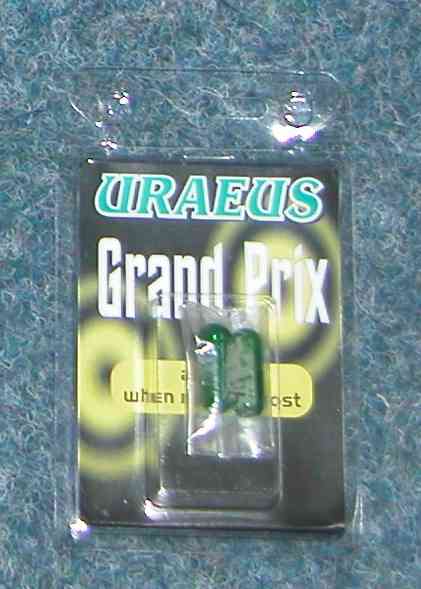 URAEUS
Grand Prix
when ost